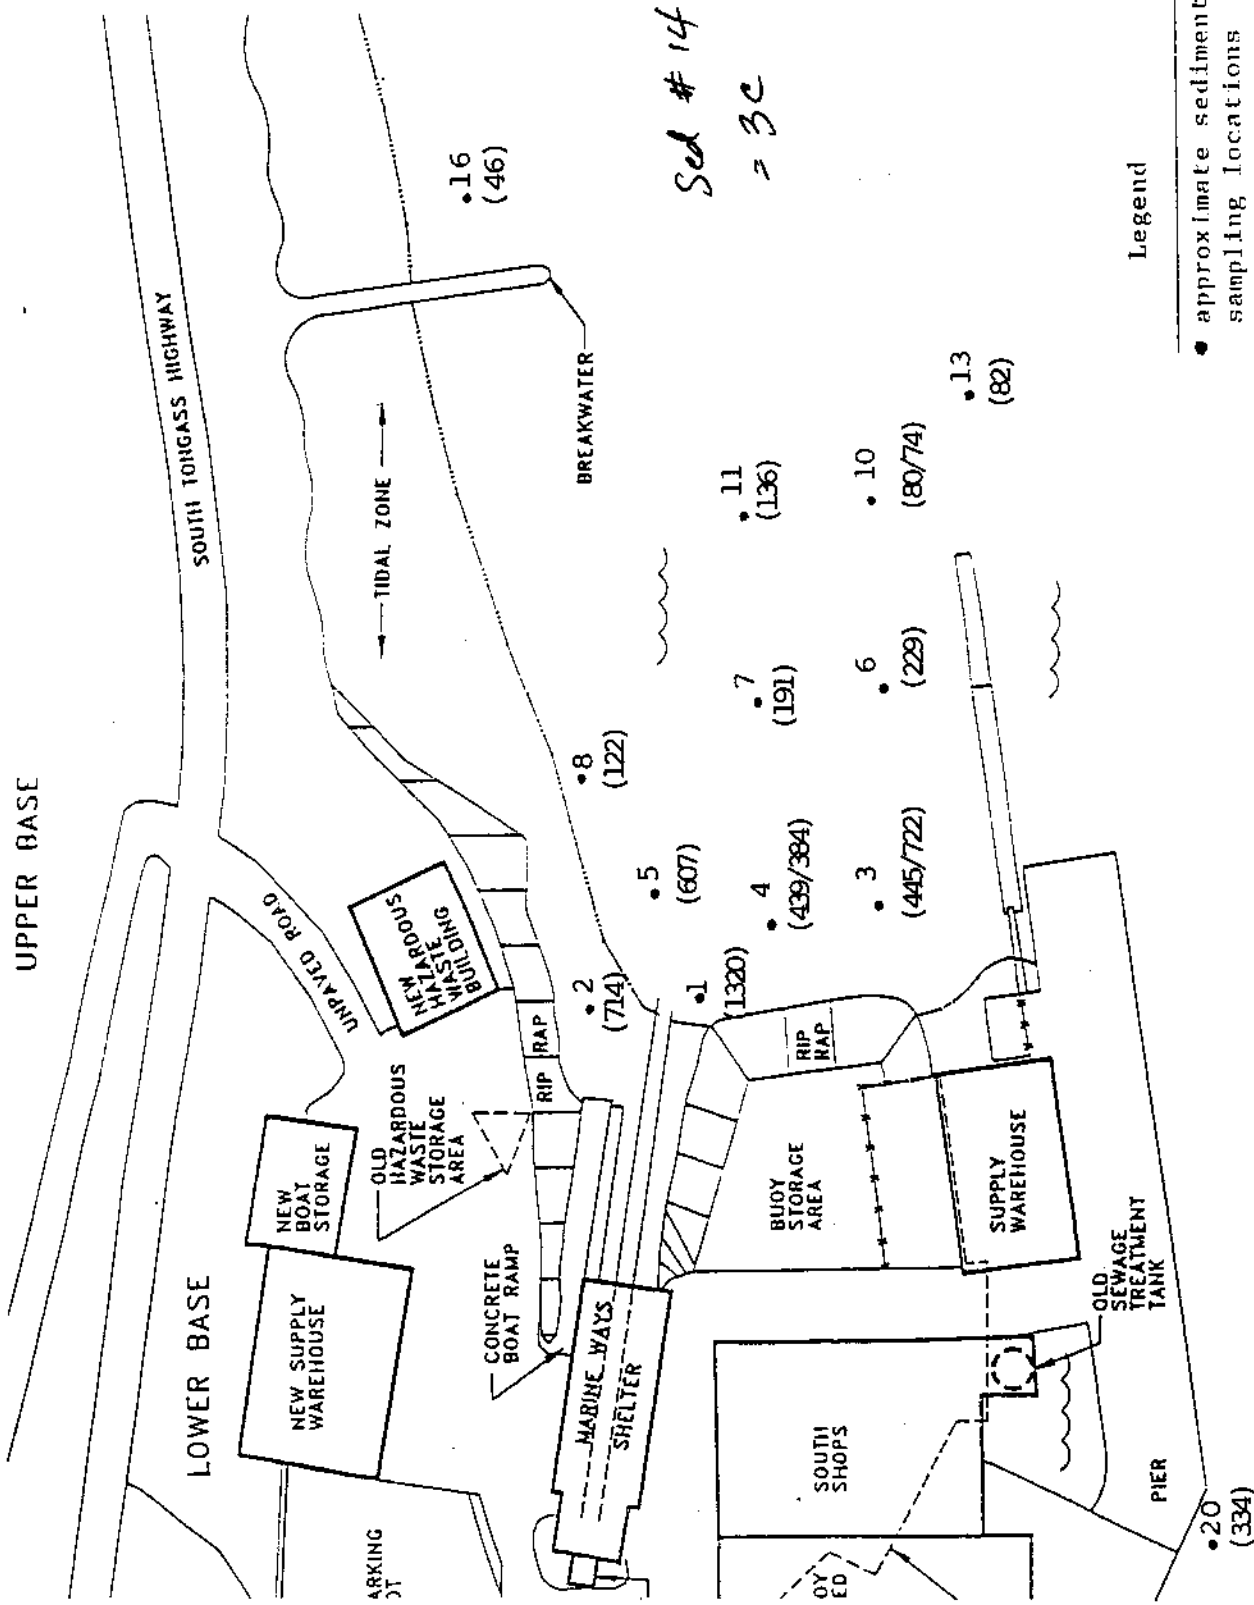 UPPER BASE
LOWER BASE
SOUTH TONGASS HIGHWAY
UNPAVED ROAD
NEW SUPPLY
WAREHOUSE
NEW
BOAT
STORAGE
OLD
HAZARDOUS
WASTE
STORAGE
AREA
NEW
HAZARDOUS
WASTE
BUILDING
TIDAL ZONE
BREAKWATER
•16
(46)
Sed # 14
= 3C
CONCRETE
BOAT RAMP
RIP RAP
MARINE WAYS
SHELTER
•2
(714)
•8
(122)
•5
(607)
•1
(1320)
•4
(439/384)
•7
(191)
•11
(136)
•3
(445/722)
•6
(229)
•10
(80/74)
•13
(82)
RIP
RAP
BUOY
STORAGE
AREA
SUPPLY
WAREHOUSE
SOUTH
SHOPS
OLD
SEWAGE
TREATMENT
TANK
PIER
•20
(334)
ARKING
OT
OY
ED
Legend
• approximate sediment
sampling locations